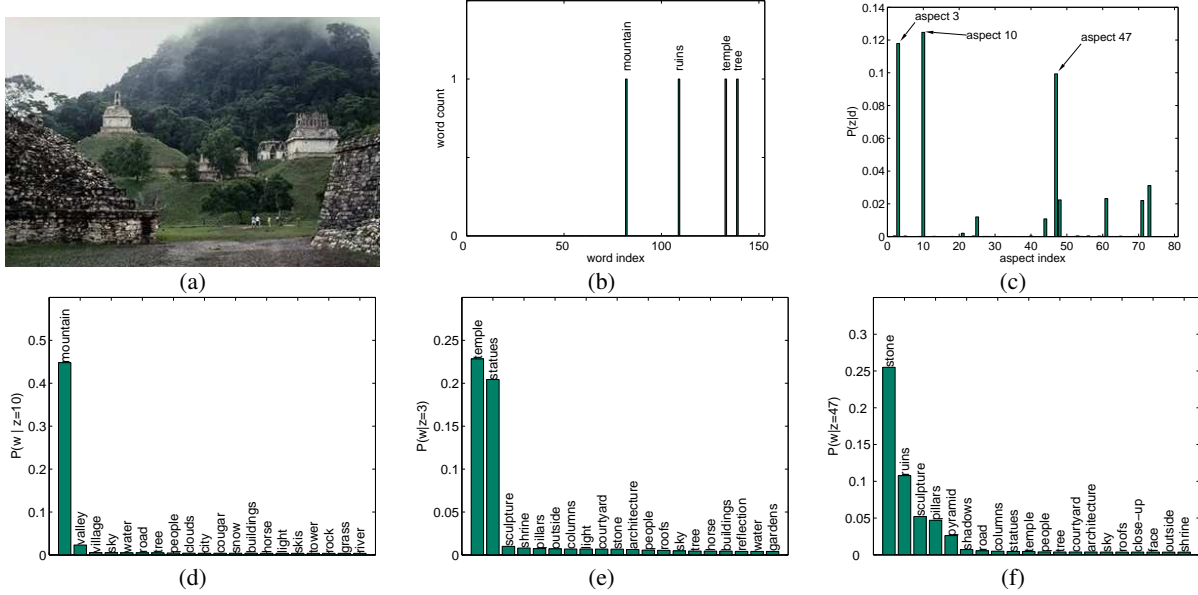 (a)
word count
1
0
mountain
ruins
temple
tree
0 50 100 150
word index
(b)
P(z|d)
0.14
0.12
0.1
0.08
0.06
0.04
0.02
0
aspect 3
aspect 10
aspect 47
0 10 20 30 40 50 60 70 80
aspect index
(c)
P(w | z=10)
0.5
0.4
0.3
0.2
0.1
0
mountain
valley
village
sky
water
road
tree
people
clouds
city
cougar
snow
buildings
horse
light
skis
tower
rock
grass
river
(d)
P(w|z=3)
0.25
0.2
0.15
0.1
0.05
0
temple
statues
sculpture
shrine
pillars
outside
columns
light
courtyard
stone
architecture
people
roofs
sky
tree
horse
buildings
reflection
water
gardens
(e)
P(w|z=47)
0.3
0.25
0.2
0.15
0.1
0.05
0
stone
ruins
sculpture
pillars
pyramid
shadows
road
columns
statues
temple
people
tree
courtyard
architecture
sky
roofs
close-up
face
outside
shrine
(f)